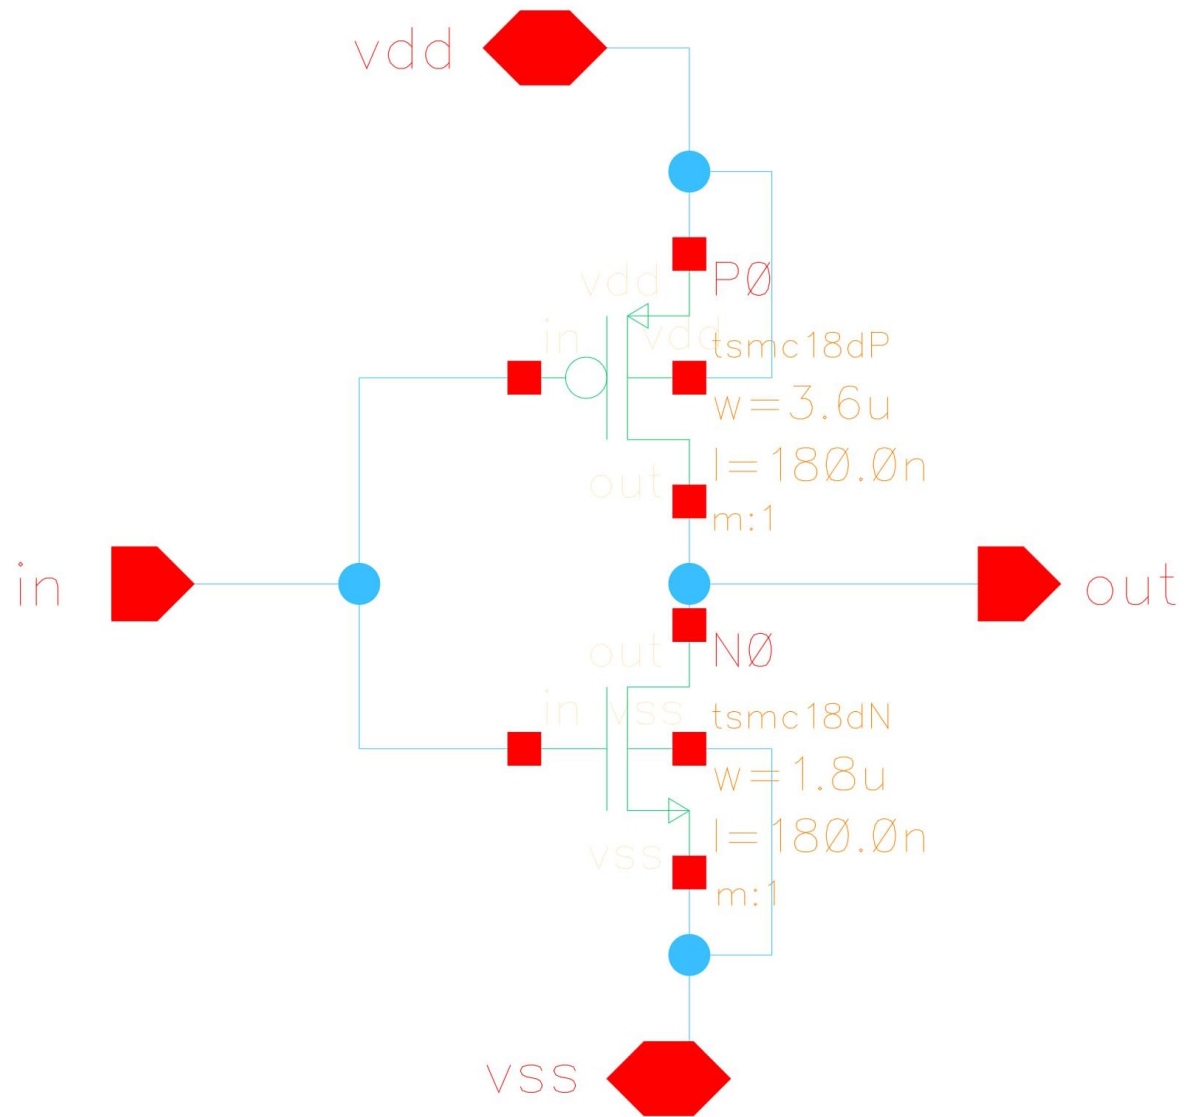 vdd
vdd
P0
in
vdd
tsmc18dP
w=3.6u
l=180.0n
out
m:1
in
out
out
N0
in
vss
tsmc18dN
w=1.8u
l=180.0n
vss
m:1
vss